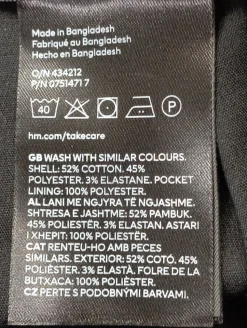 Made in Bangladesh
Fabriqué au Bangladesh
Hecho en Bangladesh
O/N 434212
P/N 0751471 7
40
P
hm.com/takecare
GB WASH WITH SIMILAR COLOURS.
SHELL: 52% COTTON. 45%
POLYESTER. 3% ELASTANE. POCKET
LINING: 100% POLYESTER.
AL LANI ME NGJYRA TË NGJASHME.
SHTRESA E JASHTME: 52% PAMBUK.
45% POLIESTËR. 3% ELASTAN. ASTARI
I XHEPIT: 100% POLIESTËR.
CAT RENTEU-HO AMB PECES
SIMILARS. EXTERIOR: 52% COTÓ. 45%
POLIÈSTER. 3% ELASTÀ. FOLRE DE LA
BUTXACA: 100% POLIÈSTER.
CZ PERTE S PODOBNÝMI BARVAMI.